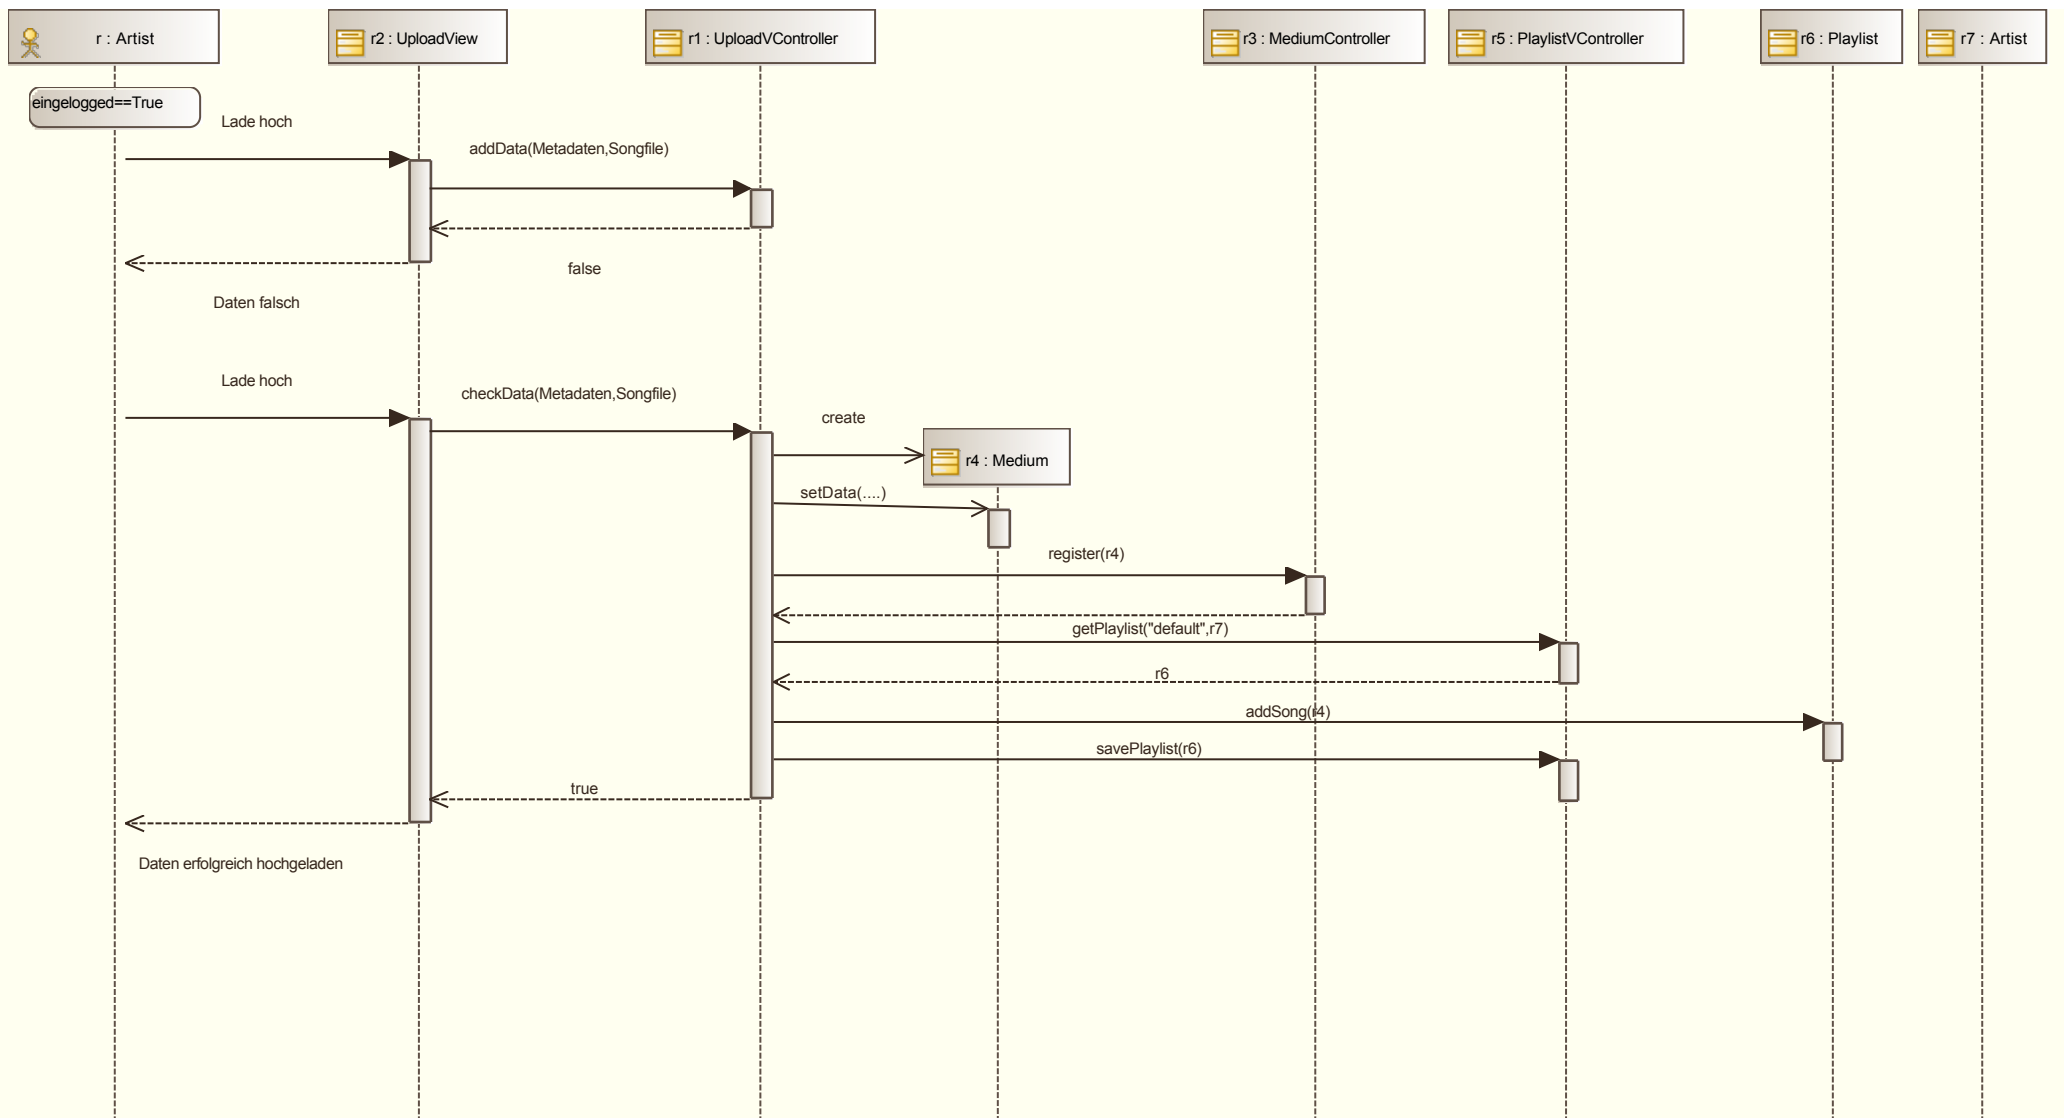 r : Artist
r2 : UploadView
r1 : UploadVController
r3 : MediumController
r5 : PlaylistVController
r6 : Playlist
r7 : Artist
eingelogged==True
Lade hoch
addData(Metadaten,Songfile)
false
Daten falsch
Lade hoch
checkData(Metadaten,Songfile)
create
r4 : Medium
setData(....)
register(r4)
getPlaylist("default",r7)
r6
addSong(r4)
savePlaylist(r6)
true
Daten erfolgreich hochgeladen